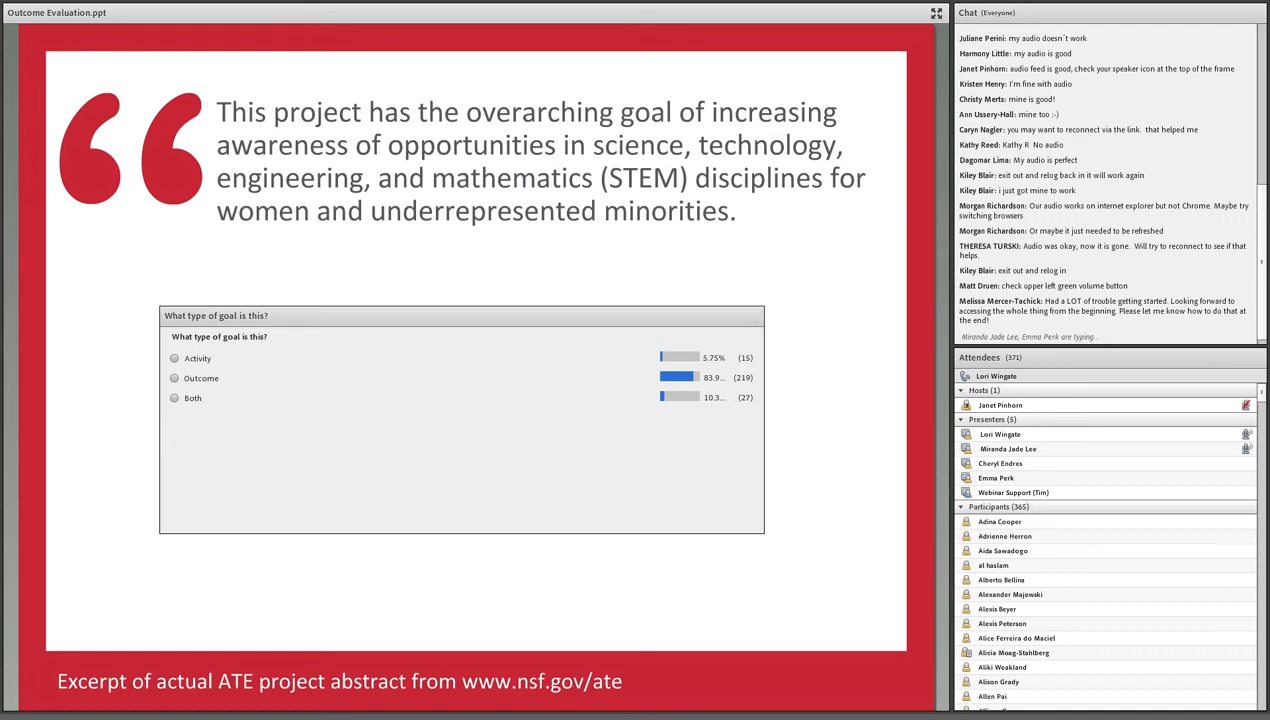 Outcome Evaluation.ppt
This project has the overarching goal of increasing
awareness of opportunities in science, technology,
engineering, and mathematics (STEM) disciplines for
women and underrepresented minorities.
What type of goal is this?
What type of goal is this?
Activity 5.75% (15)
Outcome 83.9... (219)
Both 10.3... (27)
Excerpt of actual ATE project abstract from www.nsf.gov/ate
Chat (Everyone)
Juliane Perini: my audio doesn´t work
Harmony Little: my audio is good
Janet Pinhorn: audio feed is good, check your speaker icon at the top of the frame
Kristen Henry: I'm fine with audio
Christy Merts: mine is good!
Ann Ussery-Hall: mine too :-)
Caryn Nagler: you may want to reconnect via the link. that helped me
Kathy Reed: Kathy R No audio
Dagomar Lima: My audio is perfect
Kiley Blair: exit out and relog back in it will work again
Kiley Blair: i just got mine to work
Morgan Richardson: Our audio works on internet explorer but not Chrome. Maybe try
switching browsers
Morgan Richardson: Or maybe it just needed to be refreshed
THERESA TURSKI: Audio was okay, now it is gone. Will try to reconnect to see if that
helps.
Kiley Blair: exit out and relog in
Matt Druen: check upper left green volume button
Melissa Mercer-Tachick: Had a LOT of trouble getting started. Looking forward to
accessing the whole thing from the beginning. Please let me know how to do that at
the end!
Miranda Jade Lee, Emma Perk are typing...
Attendees (371)
Lori Wingate
Hosts (1)
Janet Pinhorn
Presenters (5)
Lori Wingate
Miranda Jade Lee
Cheryl Endres
Emma Perk
Webinar Support (Tim)
Participants (365)
Adina Cooper
Adrienne Herron
Aida Sawadogo
al haslam
Alberto Bellina
Alexander Majewski
Alexis Beyer
Alexis Peterson
Alice Ferreira do Maciel
Alicia Moag-Stahlberg
Aliki Weakland
Alison Grady
Allen Pai